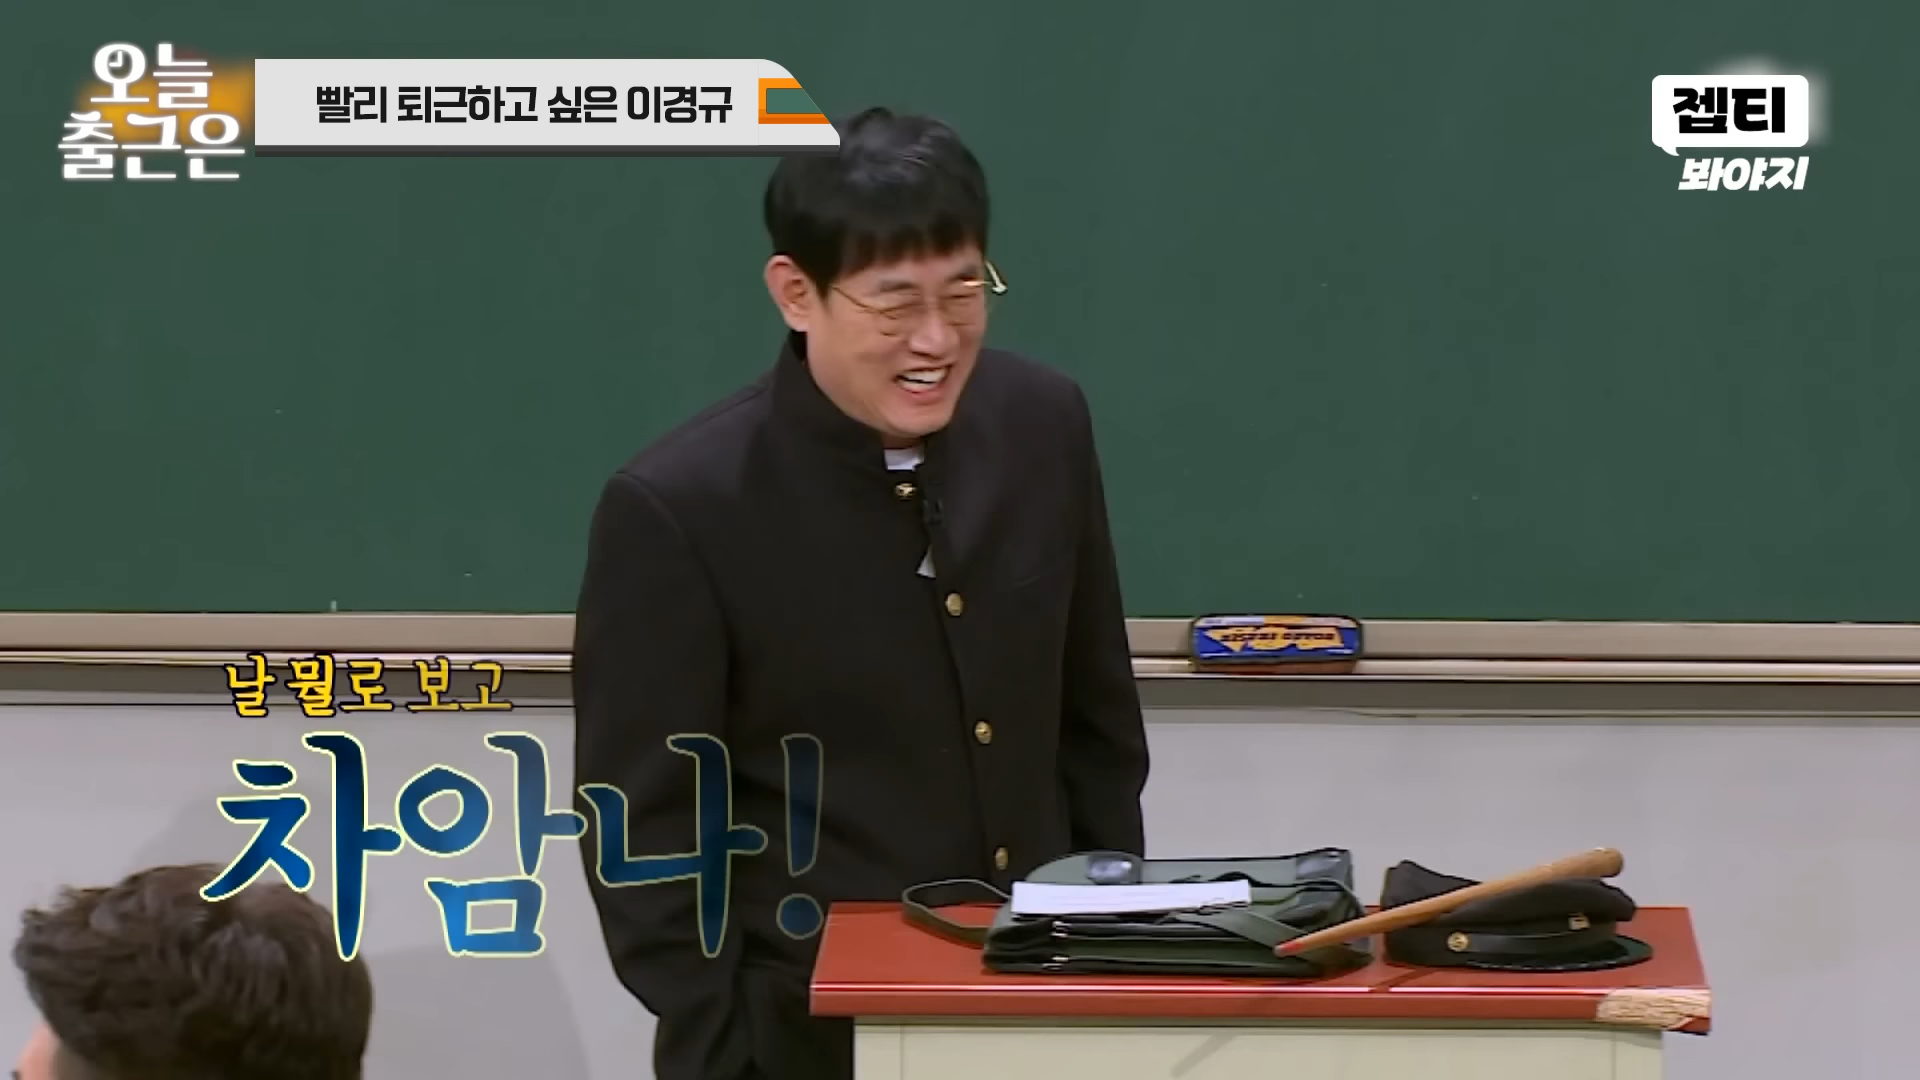 오늘
출근은
빨리 퇴근하고 싶은 이경규
젭티
봐야지
날 뭘로 보고
차암나!